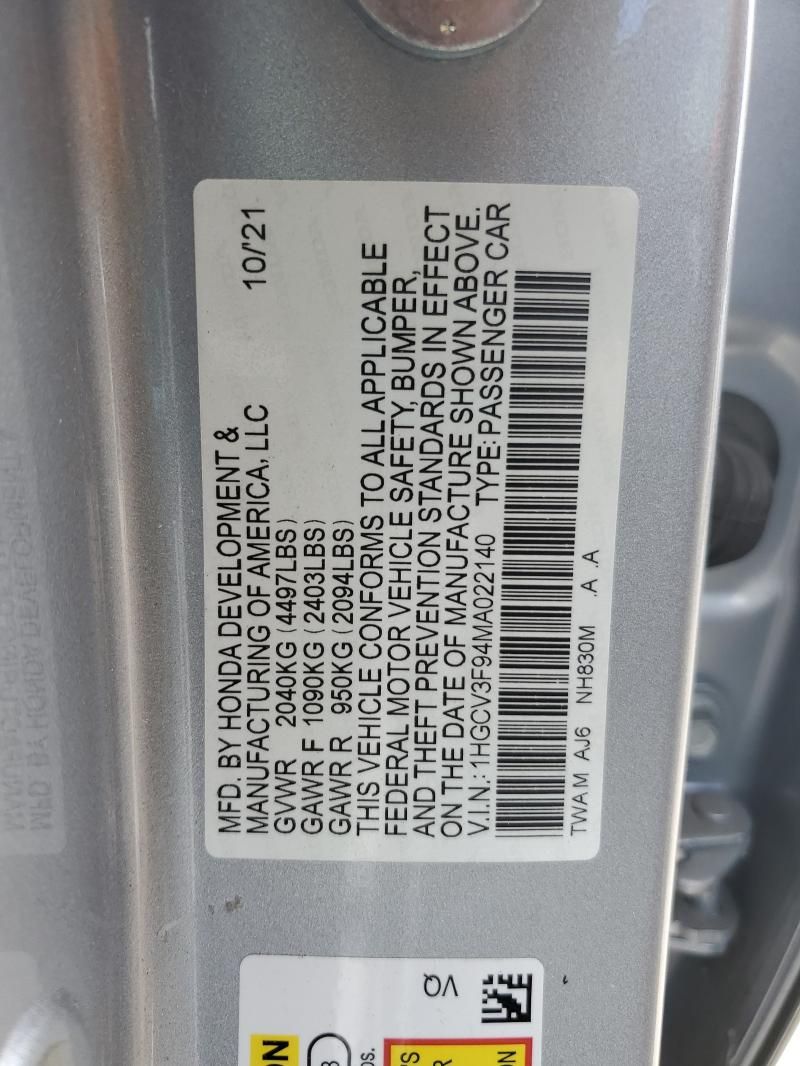 MFD. BY HONDA DEVELOPMENT &
MANUFACTURING OF AMERICA, LLC 10/'21
GVWR 2040KG (4497LBS)
GAWR F 1090KG (2403LBS)
GAWR R 950KG (2094LBS)
THIS VEHICLE CONFORMS TO ALL APPLICABLE
FEDERAL MOTOR VEHICLE SAFETY, BUMPER,
AND THEFT PREVENTION STANDARDS IN EFFECT
ON THE DATE OF MANUFACTURE SHOWN ABOVE.
V.I.N.: 1HGCV3F94MA022140 TYPE: PASSENGER CAR
TWA M AJ6 NH830M .A .A
VQ